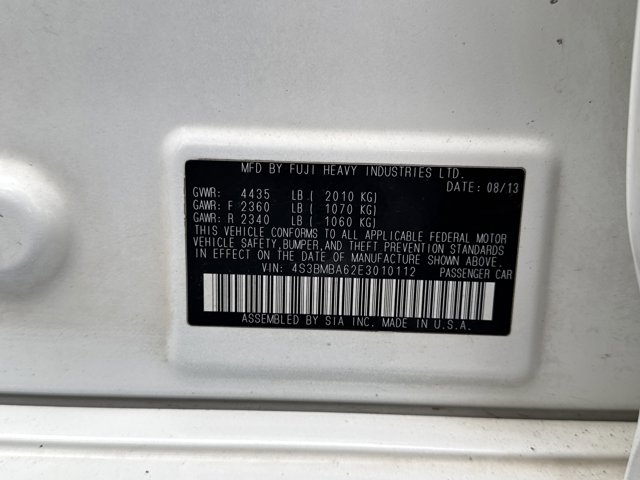 MFD BY FUJI HEAVY INDUSTRIES LTD.
DATE: 08/13
GVWR: 4435 LB( 2010 KG)
GAWR: F 2360 LB( 1070 KG)
GAWR: R 2340 LB( 1060 KG)
THIS VEHICLE CONFORMS TO ALL APPLICABLE FEDERAL MOTOR
VEHICLE SAFETY,BUMPER,AND THEFT PREVENTION STANDARDS
IN EFFECT ON THE DATE OF MANUFACTURE SHOWN ABOVE.
VIN: 4S3BMBA62E3010112 PASSENGER CAR
ASSEMBLED BY SIA INC. MADE IN U.S.A.